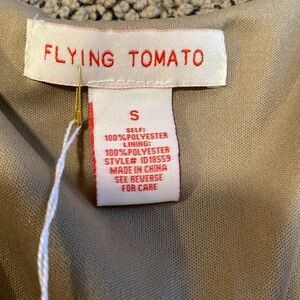 FLYING TOMATO
S
SELF:
100%POLYESTER
LINING:
100%POLYESTER
STYLE# ID18559
MADE IN CHINA
SEE REVERSE
FOR CARE